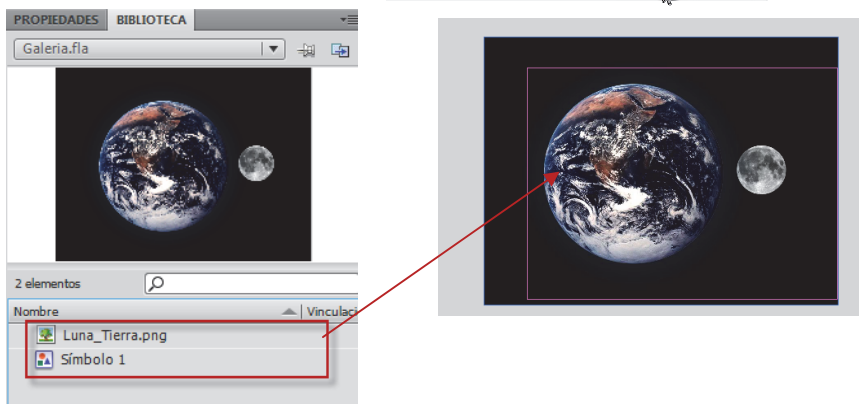 PROPIEDADES BIBLIOTECA
Galeria.fla
2 elementos
Nombre Vinculaci
Luna_Tierra.png
Símbolo 1